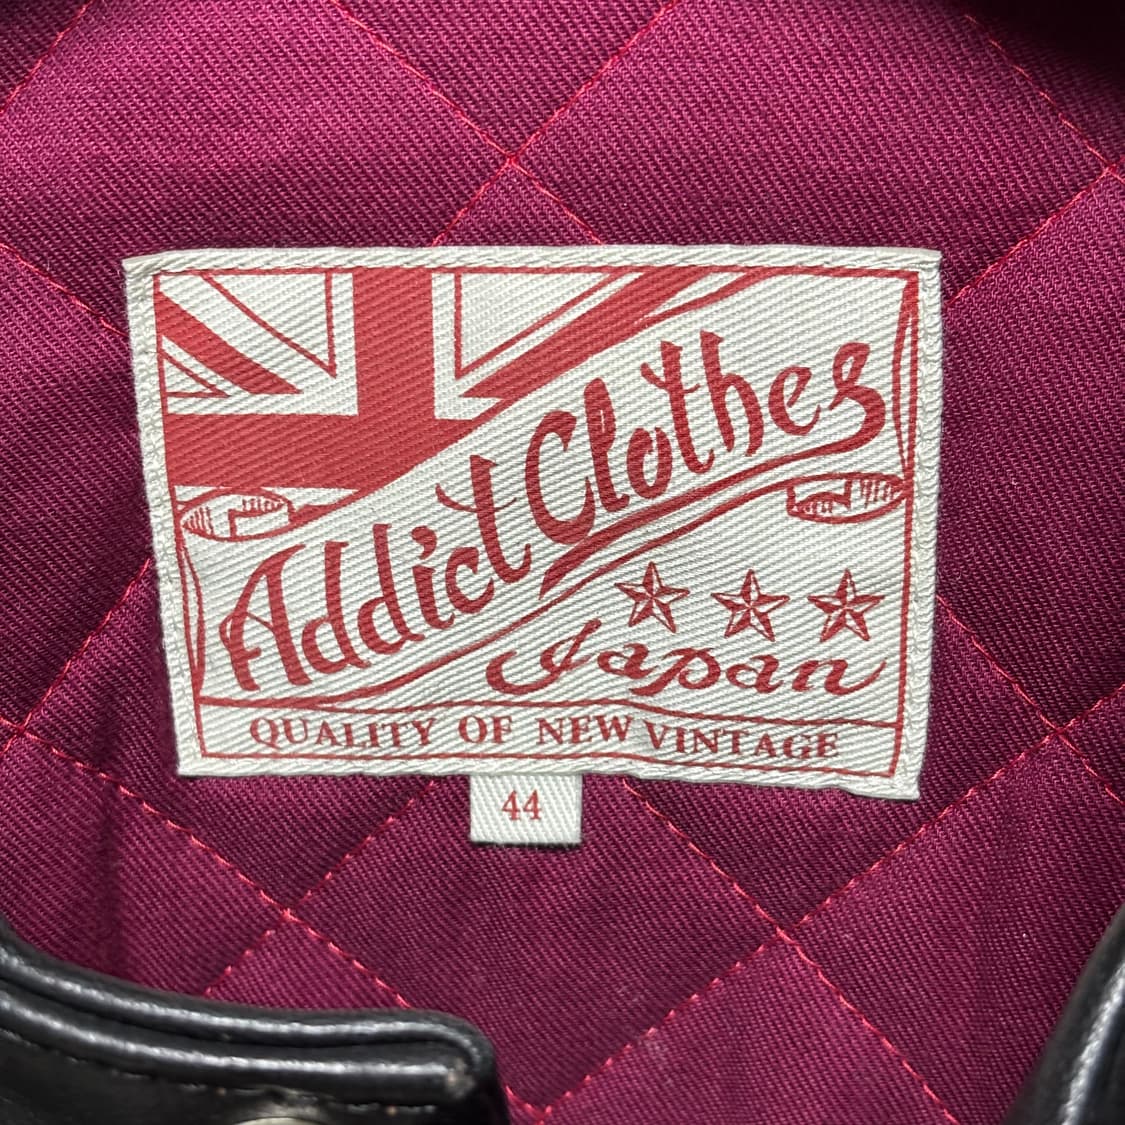 Addict Clothes
Japan
QUALITY OF NEW VINTAGE
44